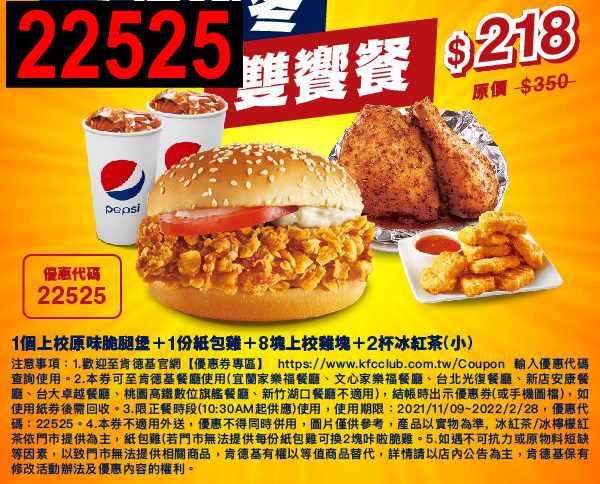 22525
雙饗餐
$218
原價 $350
pepsi
優惠代碼
22525
1個上校原味脆腿堡＋1份紙包雞＋8塊上校雞塊＋2杯冰紅茶(小)
注意事項：1.歡迎至肯德基官網【優惠券專區】 https://www.kfcclub.com.tw/Coupon 輸入優惠代碼
查詢使用。2.本券可至肯德基餐廳使用(宜蘭家樂福餐廳、文心家樂福餐廳、台北光復餐廳、新店安康餐
廳、台大卓越餐廳、桃園高鐵數位旗艦餐廳、新竹湖口餐廳不適用)，結帳時出示優惠券(或手機圖檔)，如
使用紙券後需回收。3.限正餐時段(10:30AM起供應)使用，使用期限：2021/11/09~2022/2/28，優惠代
碼：22525。4.本券不適用外送，優惠不得同時併用，圖片僅供參考，產品以實物為準，冰紅茶/冰檸檬紅
茶依門市提供為主，紙包雞(若門市無法提供每份紙包雞可換2塊咔啦脆雞。5.如遇不可抗力或原物料短缺
等因素，以致門市無法提供相關商品，肯德基有權以等值商品替代，詳情請以店內公告為主，肯德基保有
修改活動辦法及優惠內容的權利。